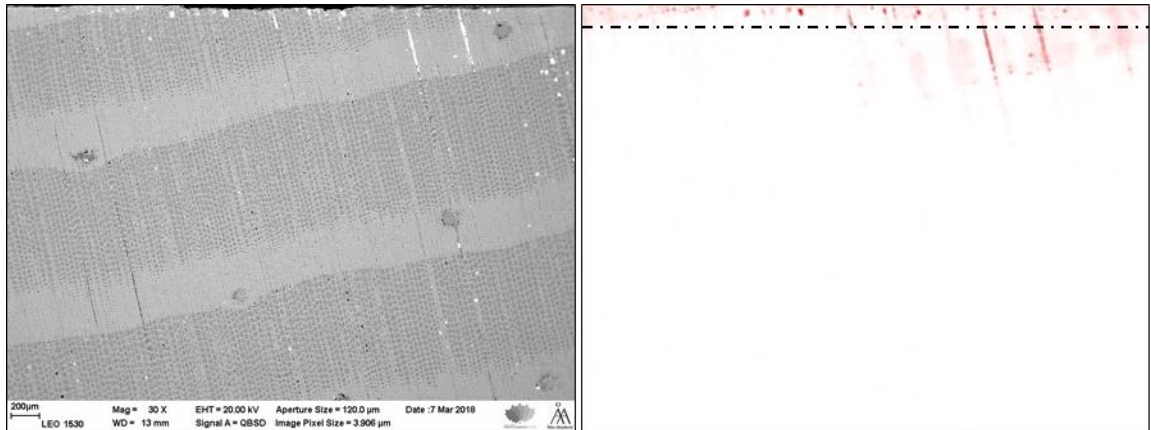 200µm
LEO 1530
Mag = 30 X
WD = 13 mm
EHT = 20.00 kV
Signal A = QBSD
Aperture Size = 120.0 µm
Image Pixel Size = 3.906 µm
Date :7 Mar 2018